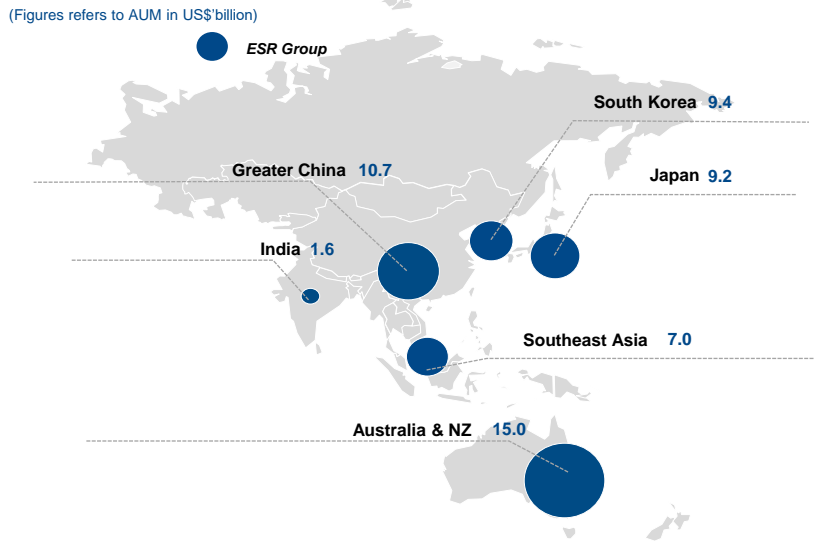 (Figures refers to AUM in US$'billion)
ESR Group
South Korea 9.4
Greater China 10.7
Japan 9.2
India 1.6
Southeast Asia 7.0
Australia & NZ 15.0